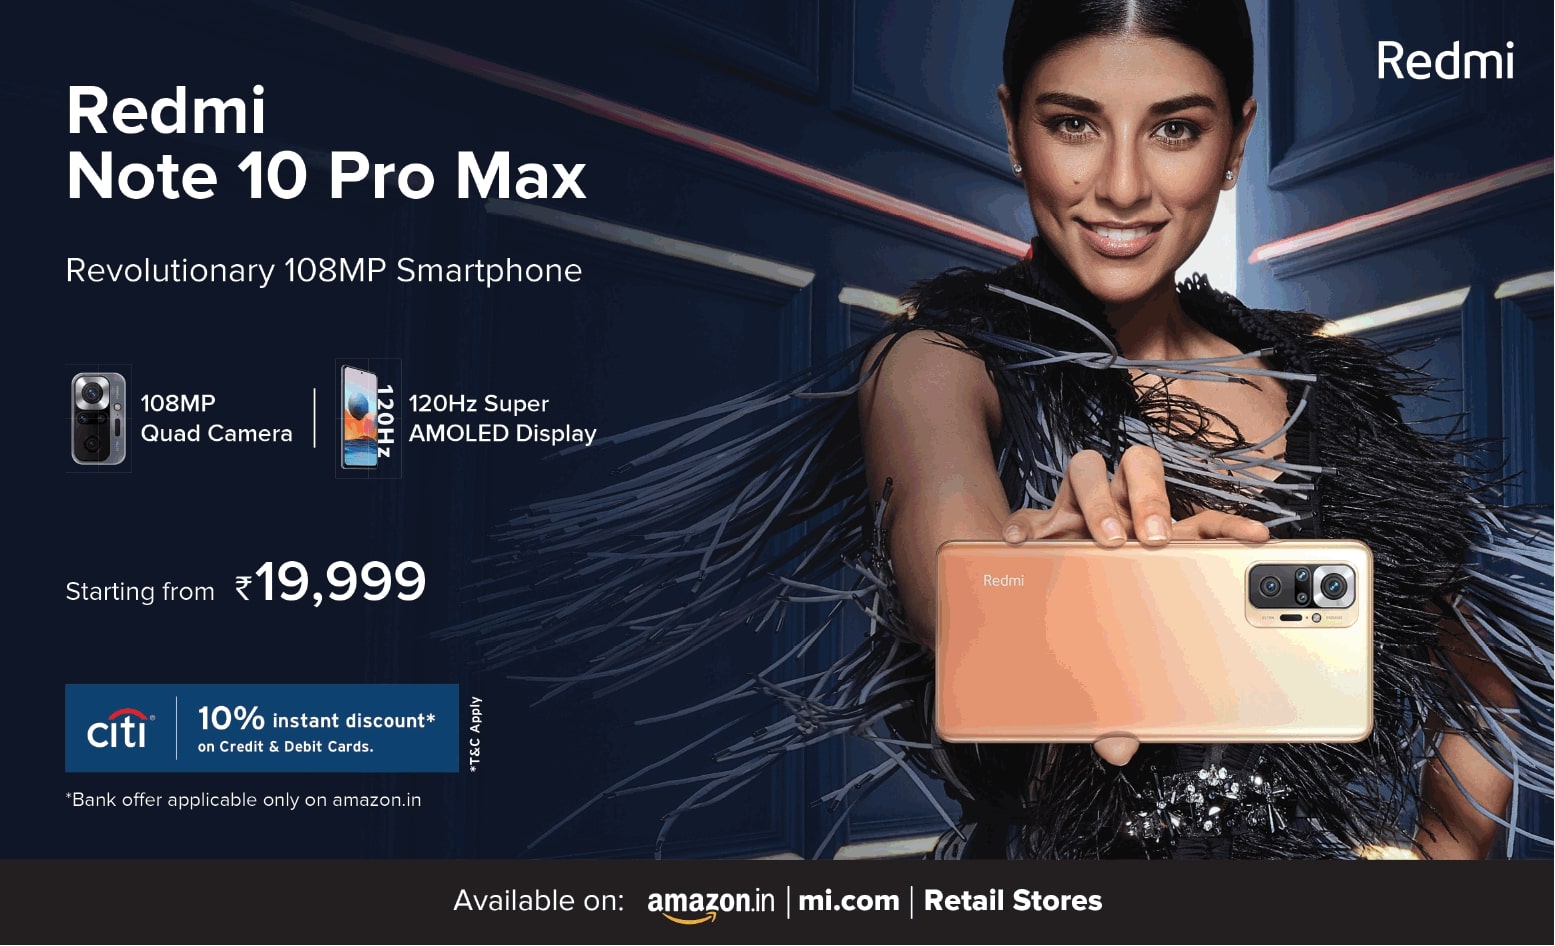 Redmi
Redmi
Note 10 Pro Max
Revolutionary 108MP Smartphone
108MP
Quad Camera
120Hz
120Hz Super
AMOLED Display
Starting from ₹19,999
Redmi
citi
10% instant discount*
on Credit & Debit Cards.
*T&C Apply
*Bank offer applicable only on amazon.in
Available on: amazon.in | mi.com | Retail Stores